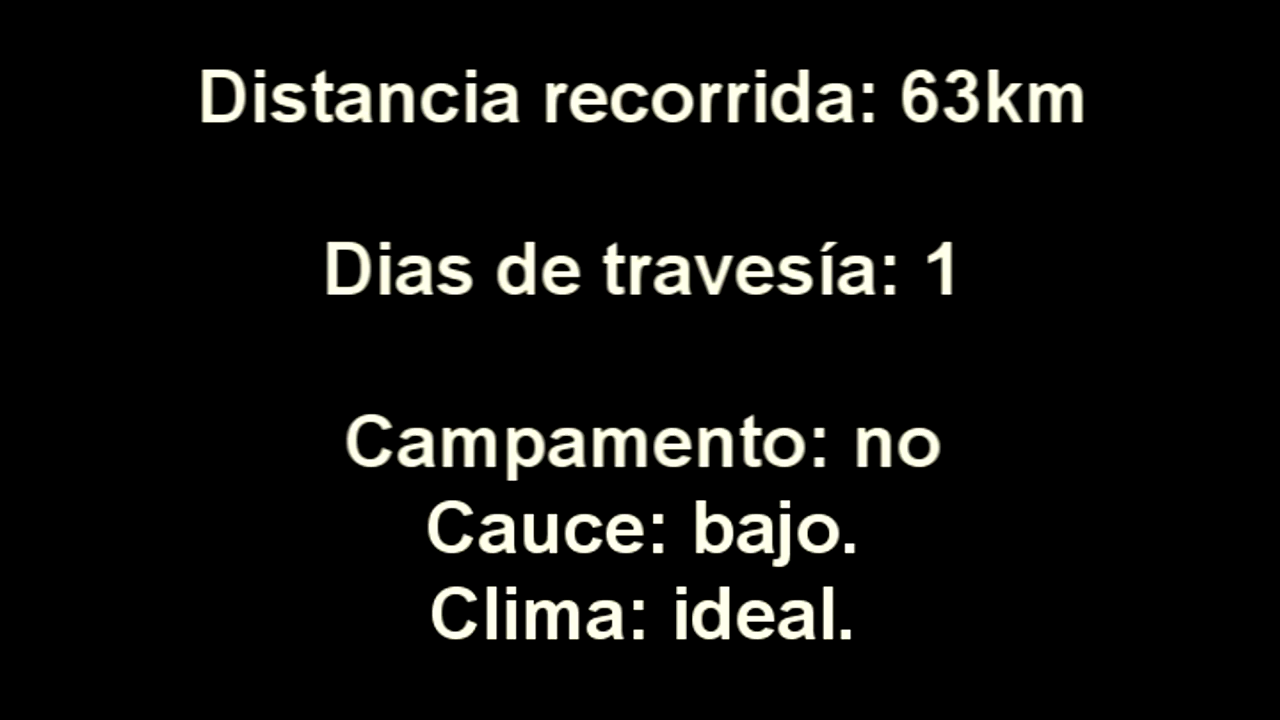 Distancia recorrida: 63km
Dias de travesía: 1
Campamento: no
Cauce: bajo.
Clima: ideal.